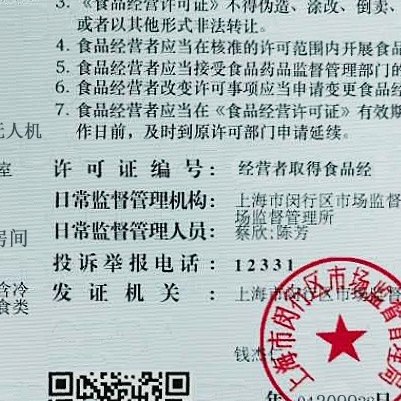 3. 《食品经营许可证》不得伪造、涂改、倒卖、
或者以其他形式非法转让。
4. 食品经营者应当在核准的许可范围内开展食品
5. 食品经营者应当接受食品药品监督管理部门的
6. 食品经营者改变许可事项应当申请变更食品经
7. 食品经营者应当在《食品经营许可证》有效期
无人机 作日前,及时到原许可部门申请延续。
室 许可证编号: 经营者取得食品经
日常监督管理机构: 上海市闵行区市场监督
场监督管理所
房间 日常监督管理人员: 蔡欣;陈芳
投诉举报电话: 12331
含冷 发证机关: 上海市闵行区市场监督
食类
上海市闵行区市场监督管
钱杰仁
年 日